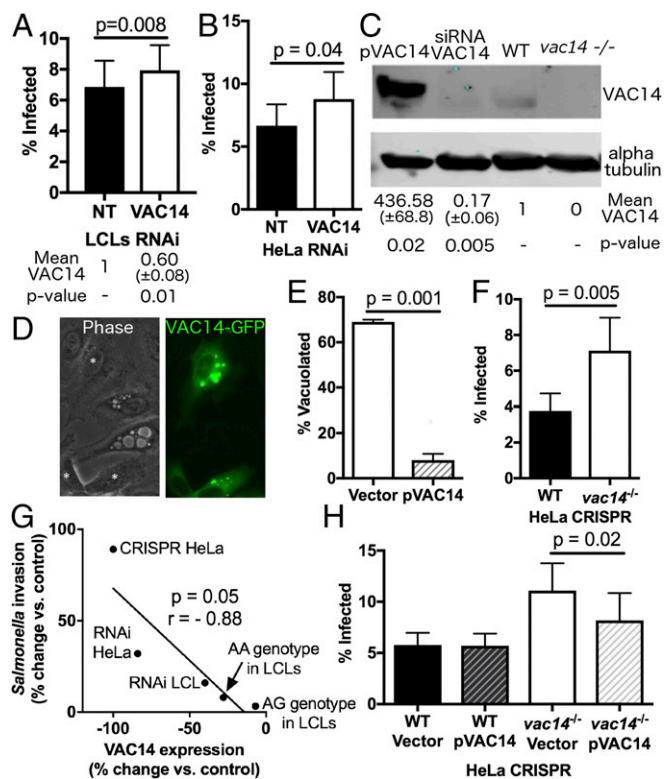 A
p=0.008
% Infected
10
8
6
4
2
0
NT VAC14
LCLs RNAi
Mean VAC14 1 0.60 (±0.08)
p-value - 0.01
B
p = 0.04
% Infected
15
10
5
0
NT VAC14
HeLa RNAi
C
pVAC14 siRNA VAC14 WT vac14 -/-
VAC14
alpha tubulin
436.58 (±68.8) 0.17 (±0.06) 1 0 Mean VAC14
0.02 0.005 - - p-value
D
Phase
VAC14-GFP
*
*
*
E
p = 0.001
% Vacuolated
80
60
40
20
0
Vector pVAC14
F
p = 0.005
% Infected
10
8
6
4
2
0
WT vac14-/-
HeLa CRISPR
G
Salmonella invasion
(% change vs. control)
100
50
0
CRISPR HeLa
p = 0.05
r = - 0.88
RNAi HeLa
AA genotype in LCLs
RNAi LCL
AG genotype in LCLs
-100 -50 0
VAC14 expression
(% change vs. control)
H
p = 0.02
% Infected
15
10
5
0
WT Vector
WT pVAC14
vac14-/- Vector
vac14-/- pVAC14
HeLa CRISPR